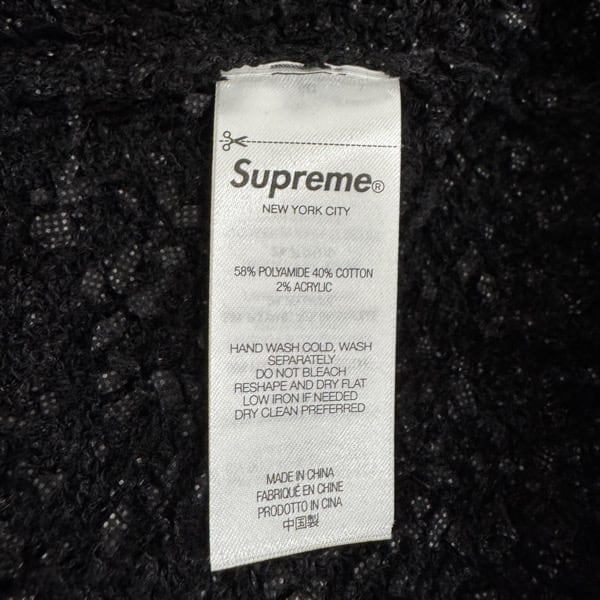 Supreme®
NEW YORK CITY
58% POLYAMIDE 40% COTTON
2% ACRYLIC
HAND WASH COLD, WASH
SEPARATELY
DO NOT BLEACH
RESHAPE AND DRY FLAT
LOW IRON IF NEEDED
DRY CLEAN PREFERRED
MADE IN CHINA
FABRIQUÉ EN CHINE
PRODOTTO IN CINA
中国製